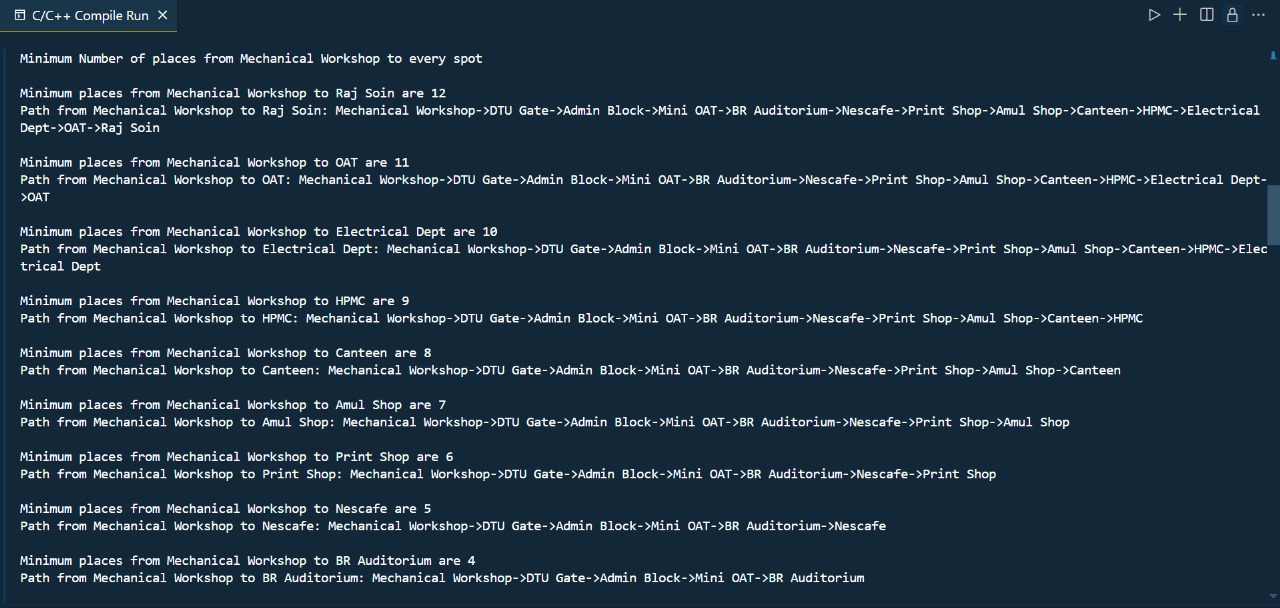 C/C++ Compile Run
Minimum Number of places from Mechanical Workshop to every spot
Minimum places from Mechanical Workshop to Raj Soin are 12
Path from Mechanical Workshop to Raj Soin: Mechanical Workshop->DTU Gate->Admin Block->Mini OAT->BR Auditorium->Nescafe->Print Shop->Amul Shop->Canteen->HPMC->Electrical
Dept->OAT->Raj Soin
Minimum places from Mechanical Workshop to OAT are 11
Path from Mechanical Workshop to OAT: Mechanical Workshop->DTU Gate->Admin Block->Mini OAT->BR Auditorium->Nescafe->Print Shop->Amul Shop->Canteen->HPMC->Electrical Dept-
>OAT
Minimum places from Mechanical Workshop to Electrical Dept are 10
Path from Mechanical Workshop to Electrical Dept: Mechanical Workshop->DTU Gate->Admin Block->Mini OAT->BR Auditorium->Nescafe->Print Shop->Amul Shop->Canteen->HPMC->Elec
trical Dept
Minimum places from Mechanical Workshop to HPMC are 9
Path from Mechanical Workshop to HPMC: Mechanical Workshop->DTU Gate->Admin Block->Mini OAT->BR Auditorium->Nescafe->Print Shop->Amul Shop->Canteen->HPMC
Minimum places from Mechanical Workshop to Canteen are 8
Path from Mechanical Workshop to Canteen: Mechanical Workshop->DTU Gate->Admin Block->Mini OAT->BR Auditorium->Nescafe->Print Shop->Amul Shop->Canteen
Minimum places from Mechanical Workshop to Amul Shop are 7
Path from Mechanical Workshop to Amul Shop: Mechanical Workshop->DTU Gate->Admin Block->Mini OAT->BR Auditorium->Nescafe->Print Shop->Amul Shop
Minimum places from Mechanical Workshop to Print Shop are 6
Path from Mechanical Workshop to Print Shop: Mechanical Workshop->DTU Gate->Admin Block->Mini OAT->BR Auditorium->Nescafe->Print Shop
Minimum places from Mechanical Workshop to Nescafe are 5
Path from Mechanical Workshop to Nescafe: Mechanical Workshop->DTU Gate->Admin Block->Mini OAT->BR Auditorium->Nescafe
Minimum places from Mechanical Workshop to BR Auditorium are 4
Path from Mechanical Workshop to BR Auditorium: Mechanical Workshop->DTU Gate->Admin Block->Mini OAT->BR Auditorium